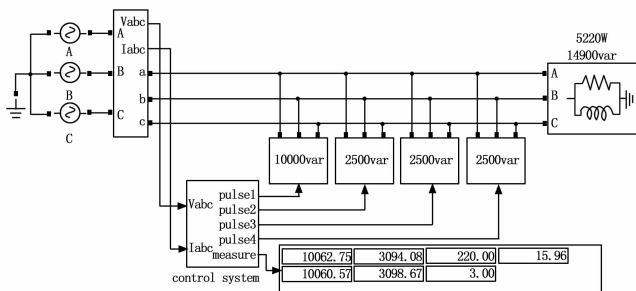 Vabc
A
Iabc
A
B
B
C
C
a
b
c
5220W
14900var
A
B
C
10000var
2500var
2500var
2500var
Vabc
Iabc
pulse1
pulse2
pulse3
pulse4
measure
control system
10062.75 3094.08 220.00 15.96
10060.57 3098.67 3.00